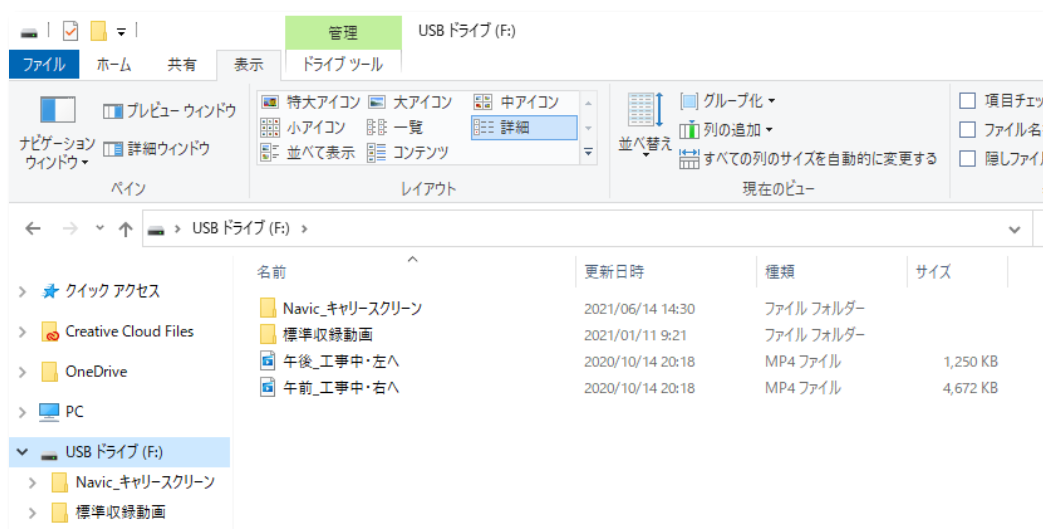 管理 USB ドライブ (F:)
ファイル ホーム 共有 表示 ドライブ ツール
ナビゲーション ウィンドウ
プレビュー ウィンドウ
詳細ウィンドウ
ペイン
特大アイコン 大アイコン 中アイコン
小アイコン 一覧 詳細
並べて表示 コンテンツ
レイアウト
並べ替え
グループ化
列の追加
すべての列のサイズを自動的に変更する
現在のビュー
項目チェッ
ファイル名
隠しファイル
USB ドライブ (F:)
名前 更新日時 種類 サイズ
Navic_キャリースクリーン 2021/06/14 14:30 ファイル フォルダー
標準収録動画 2021/01/11 9:21 ファイル フォルダー
午後_工事中・左へ 2020/10/14 20:18 MP4 ファイル 1,250 KB
午前_工事中・右へ 2020/10/14 20:18 MP4 ファイル 4,672 KB
クイック アクセス
Creative Cloud Files
OneDrive
PC
USB ドライブ (F:)
Navic_キャリースクリーン
標準収録動画